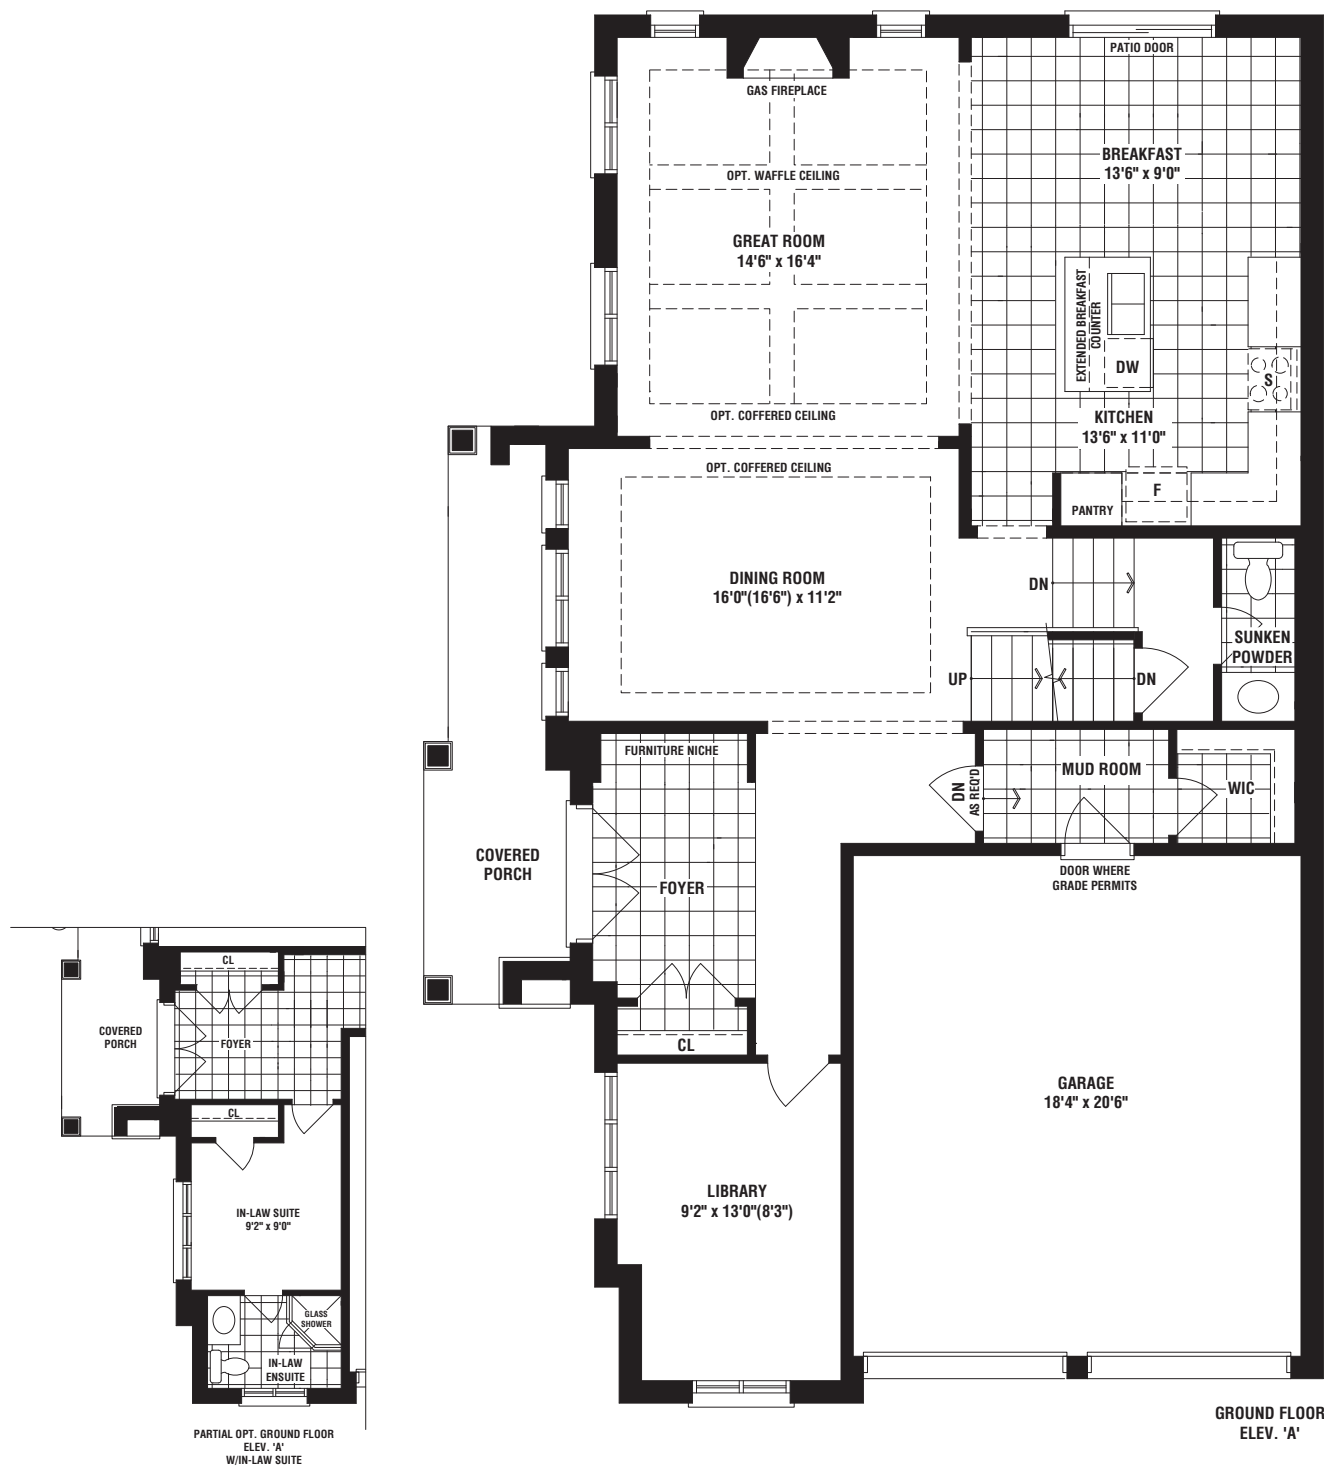 PATIO DOOR
GAS FIREPLACE
BREAKFAST
13'6" x 9'0"
OPT. WAFFLE CEILING
GREAT ROOM
14'6" x 16'4"
EXTENDED BREAKFAST
COUNTER
DW
S
OPT. COFFERED CEILING
KITCHEN
13'6" x 11'0"
OPT. COFFERED CEILING
F
PANTRY
DINING ROOM
16'0"(16'6") x 11'2"
DN
SUNKEN
POWDER
UP
DN
FURNITURE NICHE
MUD ROOM
DN
AS REQ'D
WIC
COVERED
PORCH
FOYER
DOOR WHERE
GRADE PERMITS
CL
GARAGE
18'4" x 20'6"
LIBRARY
9'2" x 13'0"(8'3")
GROUND FLOOR
ELEV. 'A'
CL
COVERED
PORCH
FOYER
CL
IN-LAW SUITE
9'2" x 9'0"
GLASS
SHOWER
IN-LAW
ENSUITE
PARTIAL OPT. GROUND FLOOR
ELEV. 'A'
W/IN-LAW SUITE